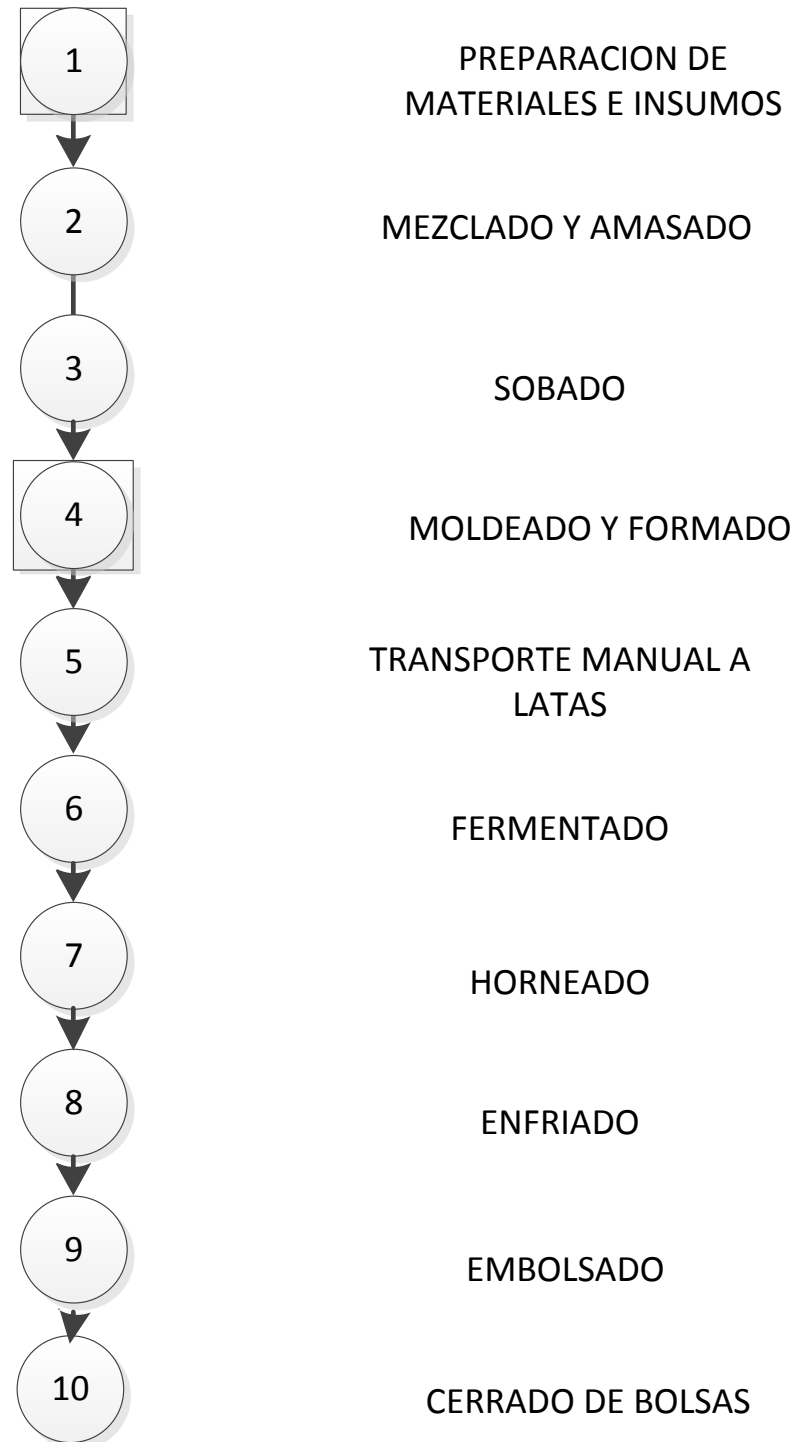 1
PREPARACION DE
MATERIALES E INSUMOS
2
MEZCLADO Y AMASADO
3
SOBADO
4
MOLDEADO Y FORMADO
5
TRANSPORTE MANUAL A
LATAS
6
FERMENTADO
7
HORNEADO
8
ENFRIADO
9
EMBOLSADO
10
CERRADO DE BOLSAS